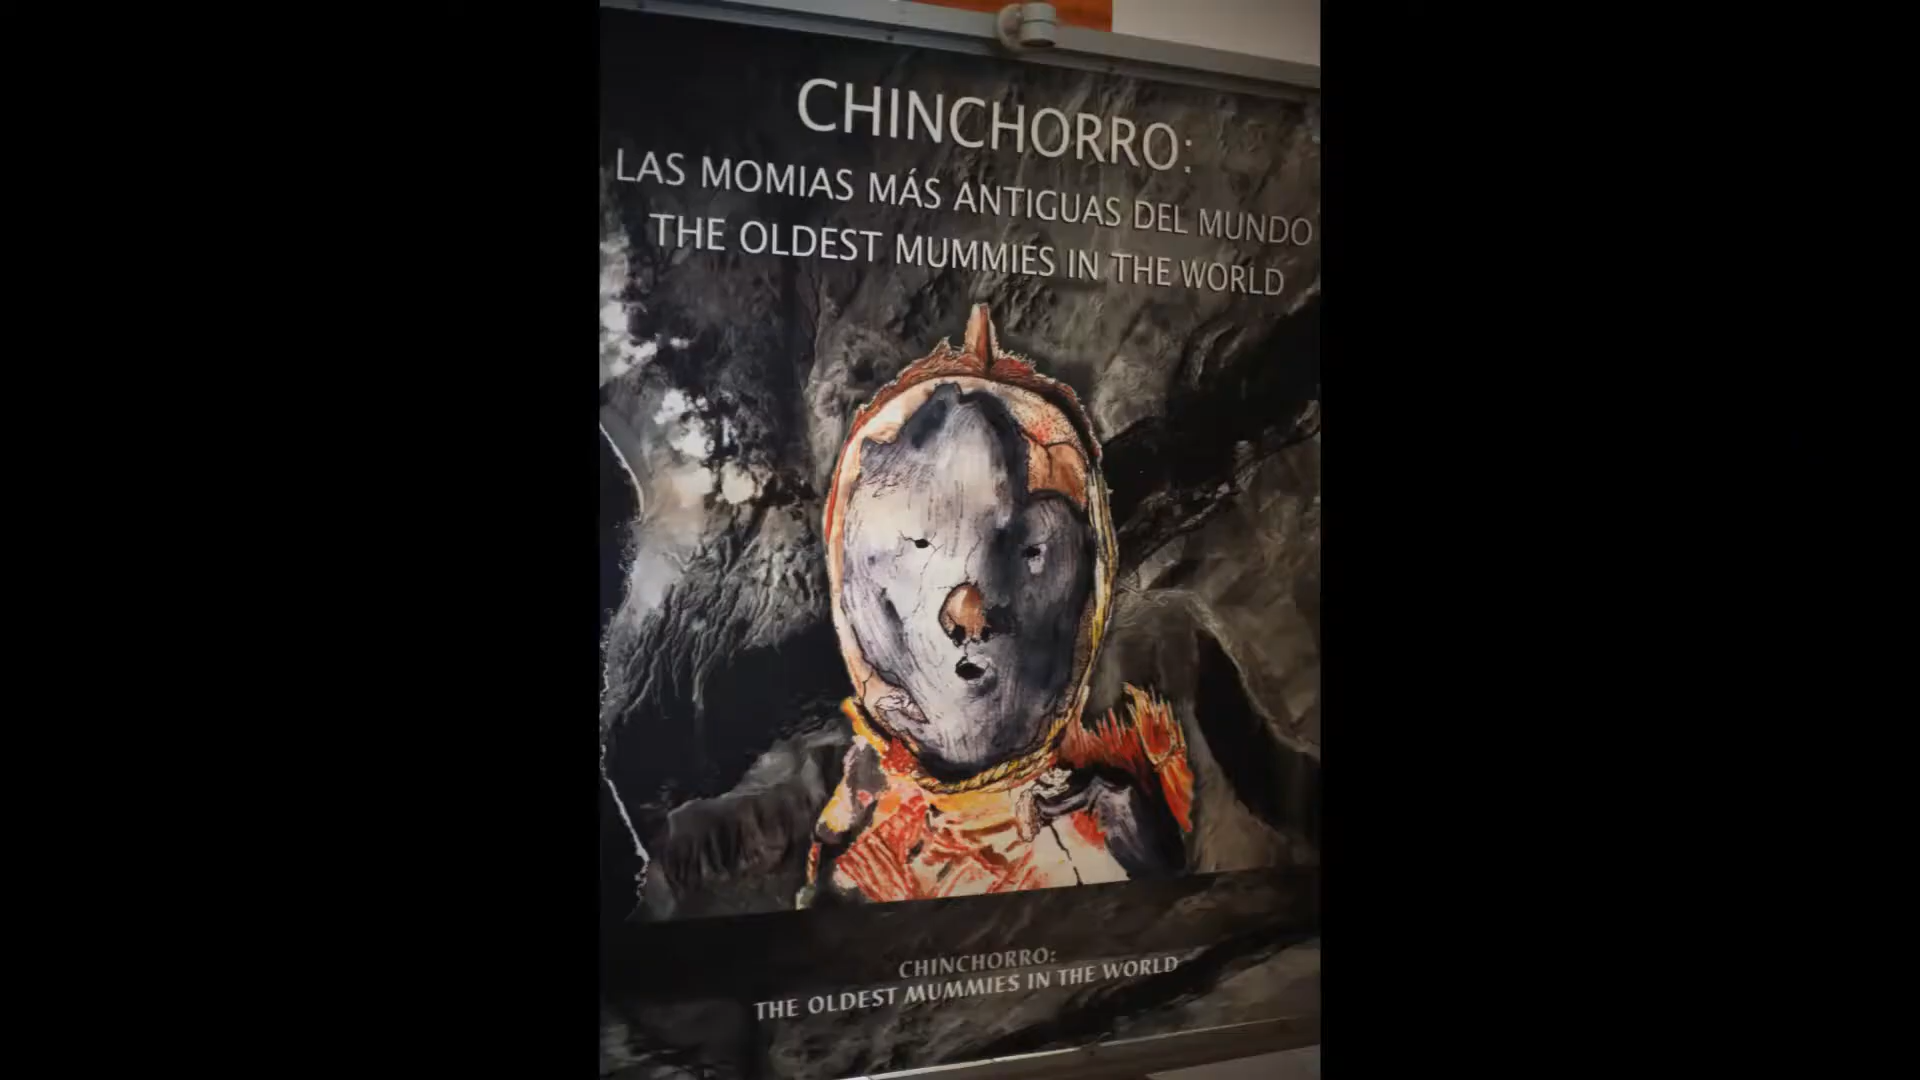 CHINCHORRO:
LAS MOMIAS MÁS ANTIGUAS DEL MUNDO
THE OLDEST MUMMIES IN THE WORLD
CHINCHORRO:
THE OLDEST MUMMIES IN THE WORLD